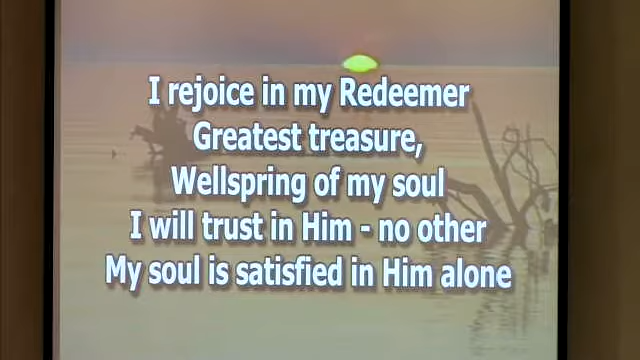 I rejoice in my Redeemer
Greatest treasure,
Wellspring of my soul
I will trust in Him - no other
My soul is satisfied in Him alone